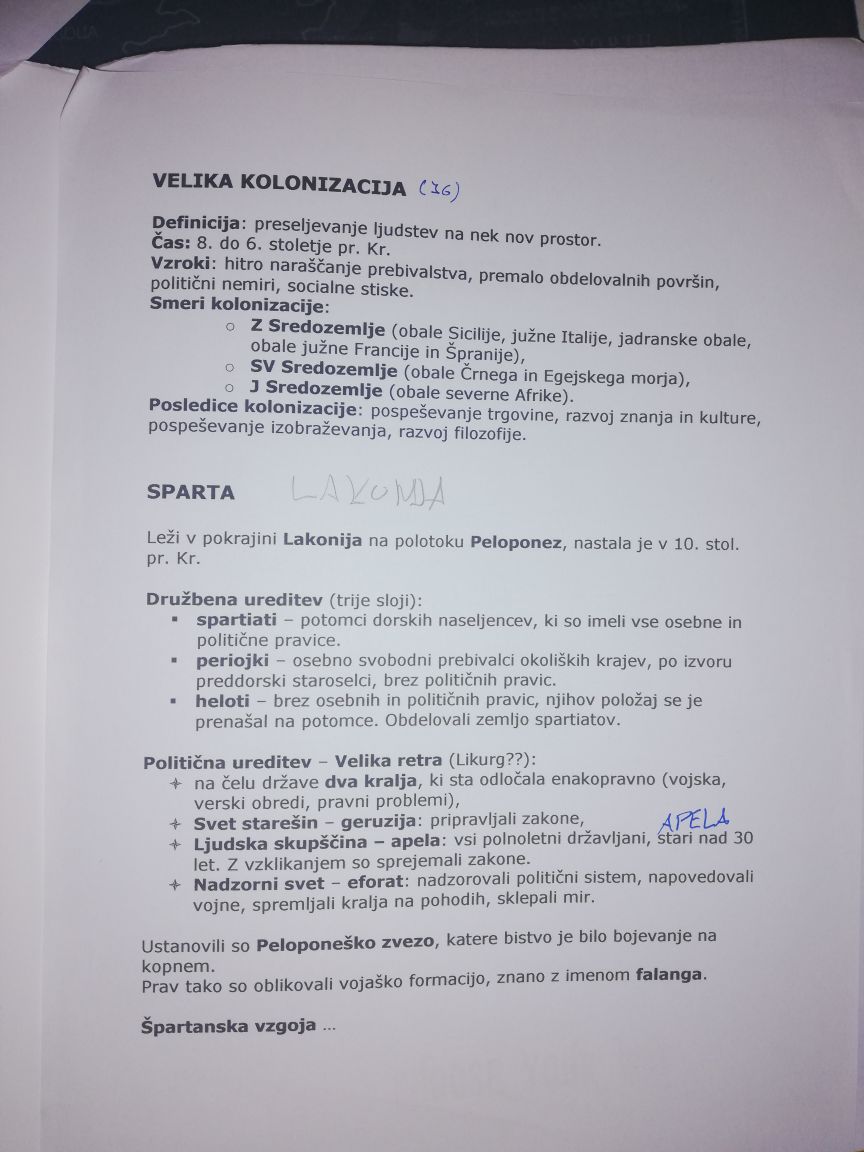 VELIKA KOLONIZACIJA (76)
Definicija: preseljevanje ljudstev na nek nov prostor.
Čas: 8. do 6. stoletje pr. Kr.
Vzroki: hitro naraščanje prebivalstva, premalo obdelovalnih površin,
politični nemiri, socialne stiske.
Smeri kolonizacije:
○ Z Sredozemlje (obale Sicilije, južne Italije, jadranske obale,
obale južne Francije in Špranije),
○ SV Sredozemlje (obale Črnega in Egejskega morja),
○ J Sredozemlje (obale severne Afrike).
Posledice kolonizacije: pospeševanje trgovine, razvoj znanja in kulture,
pospeševanje izobraževanja, razvoj filozofije.
SPARTA
Leži v pokrajini Lakonija na polotoku Peloponez, nastala je v 10. stol.
pr. Kr.
Družbena ureditev (trije sloji):
▪ spartiati – potomci dorskih naseljencev, ki so imeli vse osebne in
politične pravice.
▪ periojki – osebno svobodni prebivalci okoliških krajev, po izvoru
preddorski staroselci, brez političnih pravic.
▪ heloti – brez osebnih in političnih pravic, njihov položaj se je
prenašal na potomce. Obdelovali zemljo spartiatov.
Politična ureditev – Velika retra (Likurg??):
✧ na čelu države dva kralja, ki sta odločala enakopravno (vojska,
verski obredi, pravni problemi),
✧ Svet starešin – geruzija: pripravljali zakone, APELA
✧ Ljudska skupščina – apela: vsi polnoletni državljani, stari nad 30
let. Z vzklikanjem so sprejemali zakone.
✧ Nadzorni svet – eforat: nadzorovali politični sistem, napovedovali
vojne, spremljali kralja na pohodih, sklepali mir.
Ustanovili so Peloponeško zvezo, katere bistvo je bilo bojevanje na
kopnem.
Prav tako so oblikovali vojaško formacijo, znano z imenom falanga.
Špartanska vzgoja ...